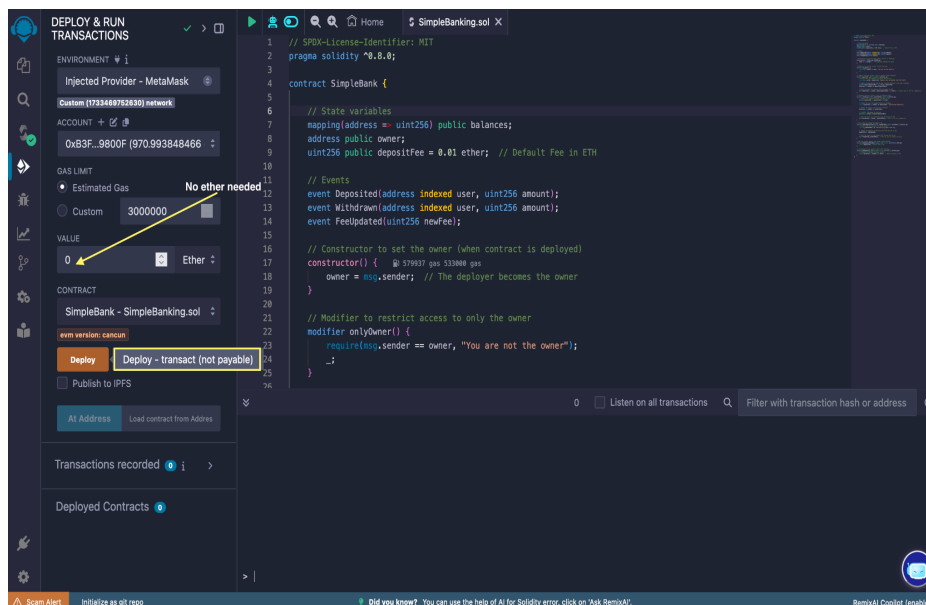 DEPLOY & RUN
TRANSACTIONS
ENVIRONMENT
Injected Provider - MetaMask
Custom (1733469752630) network
ACCOUNT
0xB3F...9800F (970.993848466
GAS LIMIT
Estimated Gas
No ether needed
Custom
3000000
VALUE
0
Ether
CONTRACT
SimpleBank - SimpleBanking.sol
evm version: cancun
Deploy
Deploy - transact (not payable)
Publish to IPFS
At Address
Load contract from Addres
Transactions recorded 0 i
Deployed Contracts 0
Home
SimpleBanking.sol X
1 // SPDX-License-Identifier: MIT
2 pragma solidity ^0.8.0;
3
4 contract SimpleBank {
5
6 // State variables
7 mapping(address => uint256) public balances;
8 address public owner;
9 uint256 public depositFee = 0.01 ether; // Default Fee in ETH
10
11 // Events
12 event Deposited(address indexed user, uint256 amount);
13 event Withdrawn(address indexed user, uint256 amount);
14 event FeeUpdated(uint256 newFee);
15
16 // Constructor to set the owner (when contract is deployed)
17 constructor() { 579937 gas 533000 gas
18 owner = msg.sender; // The deployer becomes the owner
19 }
20
21 // Modifier to restrict access to only the owner
22 modifier onlyOwner() {
23 require(msg.sender == owner, "You are not the owner");
24 _;
25 }
26
0
Listen on all transactions
Filter with transaction hash or address
>
Scam Alert
Initialize as git repo
Did you know? You can use the help of AI for Solidity error, click on 'Ask RemixAI'.
RemixAI Copilot (enable